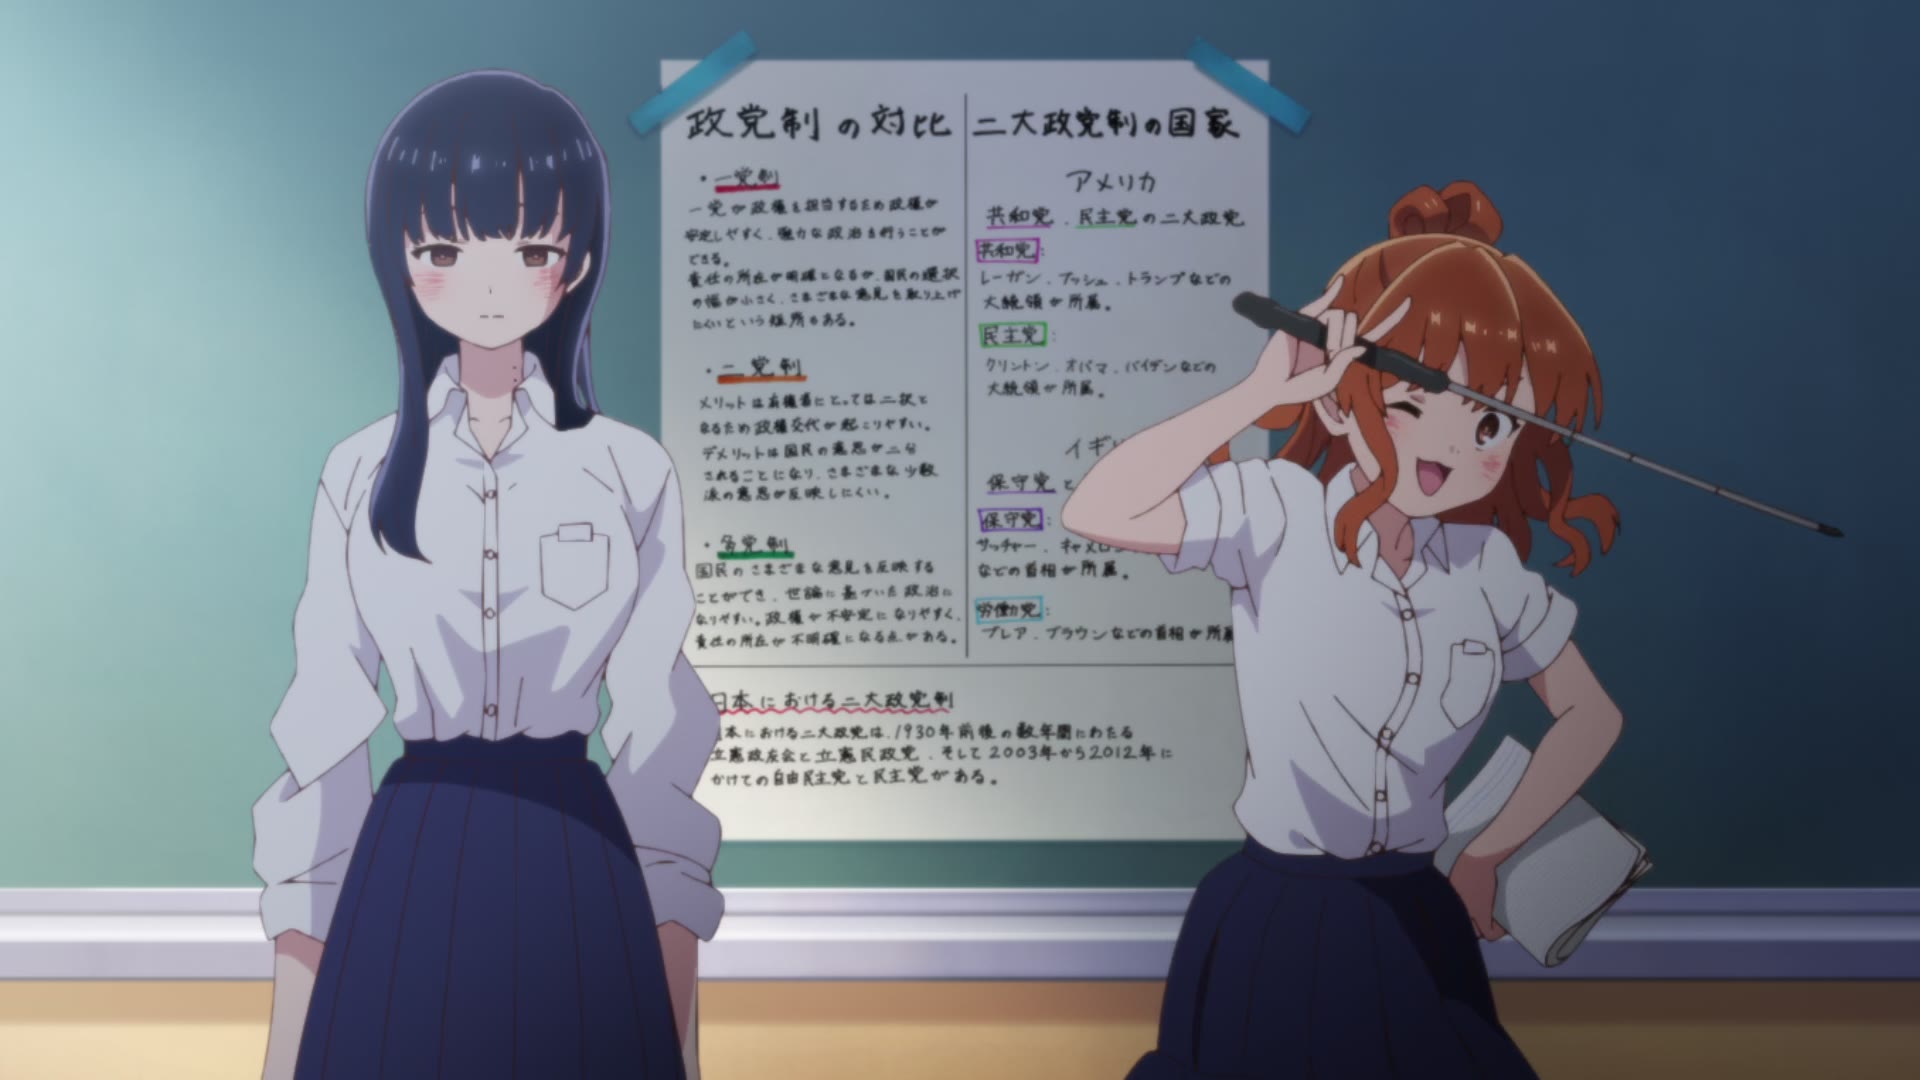 政党制の対比
・一党制
一党が政権を担当するため政権が
安定しやすく、強力な政治を行うことが
できる。
責任の所在が明確となるが、国民の選択
の幅が小さく、さまざまな意見を取り上げ
にくいという短所もある。
・二党制
メリットは有権者にとっては二択と
なるため政権交代が起こりやすい。
デメリットは国民の意思が二分
されることになり、さまざまな少数
派の意思が反映しにくい。
・多党制
国民のさまざまな意見を反映する
ことができ、世論に基づいた政治に
なりやすい。政権が不安定になりやすく、
責任の所在が不明確になる点がある。
二大政党制の国家
アメリカ
共和党、民主党の二大政党
共和党:
レーガン、ブッシュ、トランプなどの
大統領が所属。
民主党:
クリントン、オバマ、バイデンなどの
大統領が所属。
イギリ
保守党と
保守党:
サッチャー、キャメロン
などの首相が所属。
労働党:
ブレア、ブラウンなどの首相が所属
日本における二大政党制
日本における二大政党は、1930年前後の数年間にわたる
立憲政友会と立憲民政党、そして2003年から2012年に
かけての自由民主党と民主党がある。